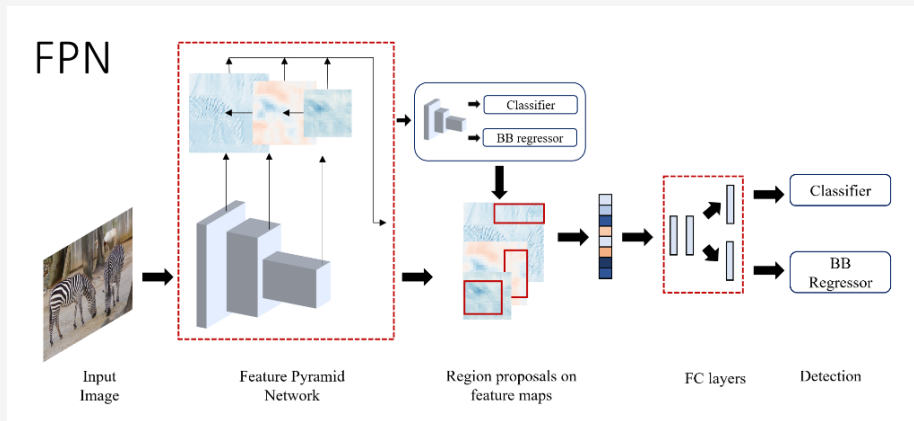 FPN
Classifier
BB regressor
Classifier
BB
Regressor
Input
Image
Feature Pyramid
Network
Region proposals on
feature maps
FC layers
Detection